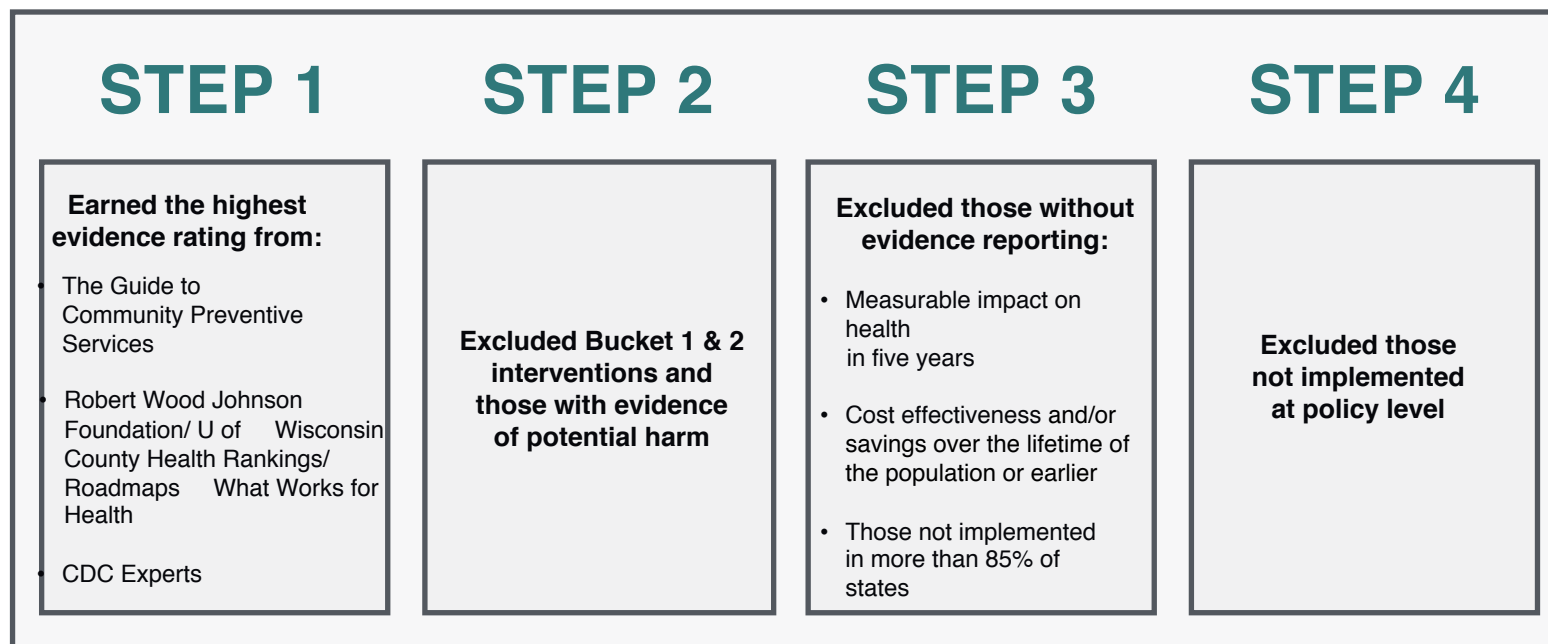 STEP 1
Earned the highest
evidence rating from:
• The Guide to
Community Preventive
Services
• Robert Wood Johnson
Foundation/ U of Wisconsin
County Health Rankings/
Roadmaps What Works for
Health
• CDC Experts
STEP 2
Excluded Bucket 1 & 2
interventions and
those with evidence
of potential harm
STEP 3
Excluded those without
evidence reporting:
• Measurable impact on
health
in five years
• Cost effectiveness and/or
savings over the lifetime of
the population or earlier
• Those not implemented
in more than 85% of
states
STEP 4
Excluded those
not implemented
at policy level